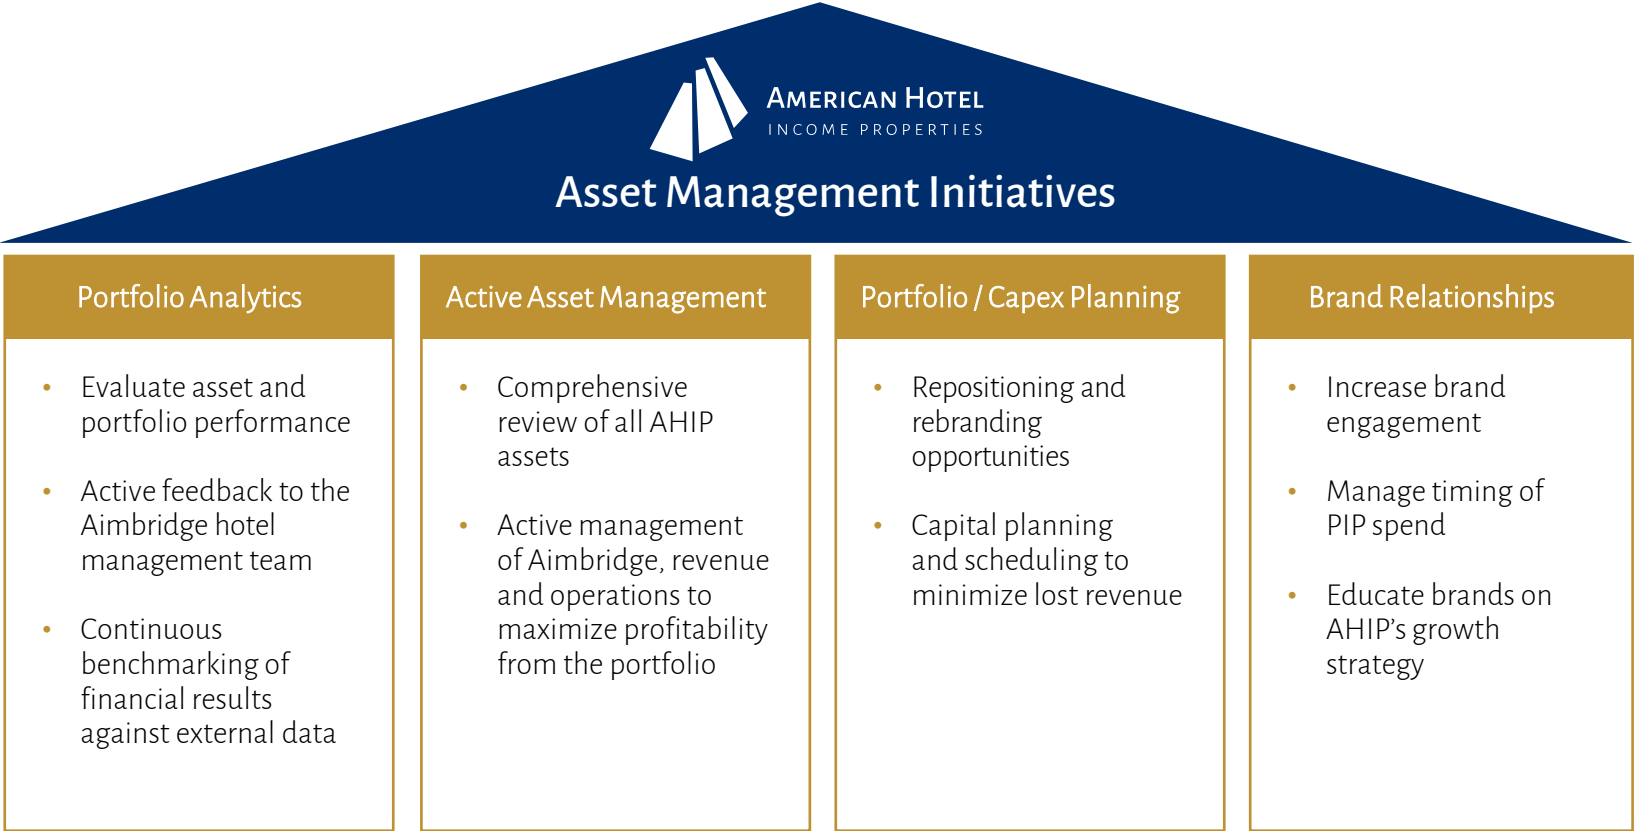 American Hotel
INCOME PROPERTIES
Asset Management Initiatives
Portfolio Analytics
• Evaluate asset and
portfolio performance
• Active feedback to the
Aimbridge hotel
management team
• Continuous
benchmarking of
financial results
against external data
Active Asset Management
• Comprehensive
review of all AHIP
assets
• Active management
of Aimbridge, revenue
and operations to
maximize profitability
from the portfolio
Portfolio / Capex Planning
• Repositioning and
rebranding
opportunities
• Capital planning
and scheduling to
minimize lost revenue
Brand Relationships
• Increase brand
engagement
• Manage timing of
PIP spend
• Educate brands on
AHIP’s growth
strategy